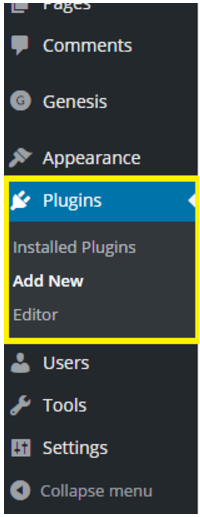 Pages
Comments
G
Genesis
Appearance
Plugins
Installed Plugins
Add New
Editor
Users
Tools
Settings
Collapse menu